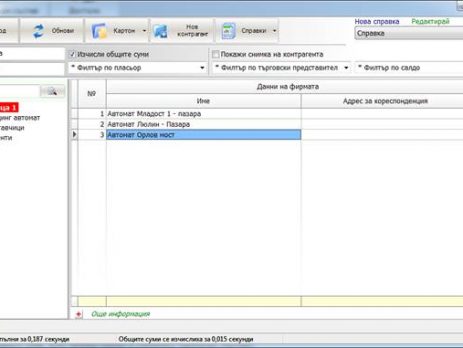 Нова справка Редактирай
од Обнови Картон Нов контрагент Справки Справка
Изчисли общите суми Покажи снимка на контрагента
* Филтър по пласьор * Филтър по търговски представител * Филтър по салдо
Данни на фирмата
№ Име Адрес за кореспонденция
ца 1
1 Автомат Младост 1 - пазара
динг автомат
2 Автомат Люлин - Пазара
тавчици
3 Автомат Орлов мост
енти
Още информация
пълни за 0,187 секунди Общите суми се изчислиха за 0,015 секунди